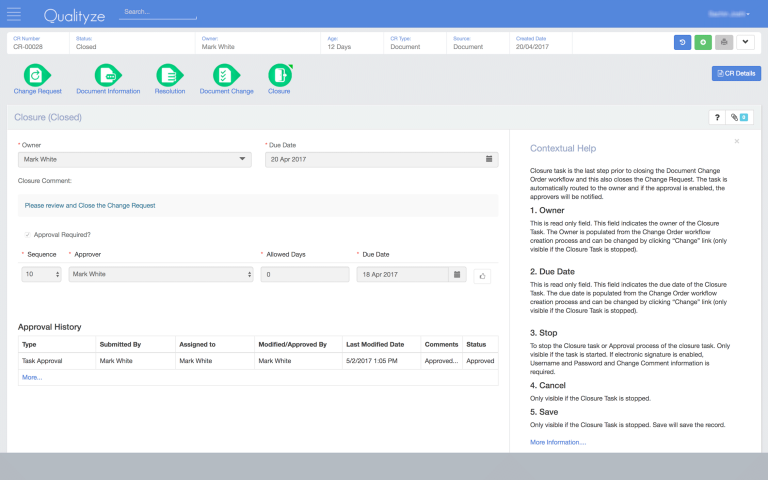 Qualityze
Search...
CR Number
CR-00028
Status:
Closed
Owner:
Mark White
Age:
12 Days
CR Type:
Document
Source:
Document
Created Date
20/04/2017
Change Request
Document Information
Resolution
Document Change
Closure
CR Details
Closure (Closed)
?
0
* Owner
Mark White
* Due Date
20 Apr 2017
Closure Comment:
Please review and Close the Change Request
Approval Required?
* Sequence
* Approver
* Allowed Days
* Due Date
10
Mark White
0
18 Apr 2017
Approval History
Type Submitted By Assigned to Modified/Approved By Last Modified Date Comments Status
Task Approval Mark White Mark White Mark White 5/2/2017 1:05 PM Approved... Approved
More...
Contextual Help
×
Closure task is the last step prior to closing the Document Change
Order workflow and this also closes the Change Request. The task is
automatically routed to the owner and if the approval is enabled, the
approvers will be notified.
1. Owner
This is read only field. This field indicates the owner of the Closure
Task. The Owner is populated from the Change Order workflow
creation process and can be changed by clicking “Change” link (only
visible if the Closure Task is stopped).
2. Due Date
This is read only field. This field indicates the due date of the Closure
Task. The due date is populated from the Change Order workflow
creation process and can be changed by clicking “Change” link (only
visible if the Closure Task is stopped).
3. Stop
To stop the Closure task or Approval process of the closure task. Only
visible if the task is started. If electronic signature is enabled,
Username and Password and Change Comment information is
required.
4. Cancel
Only visible if the Closure Task is stopped.
5. Save
Only visible if the Closure Task is stopped. Save will save the record.
More Information....